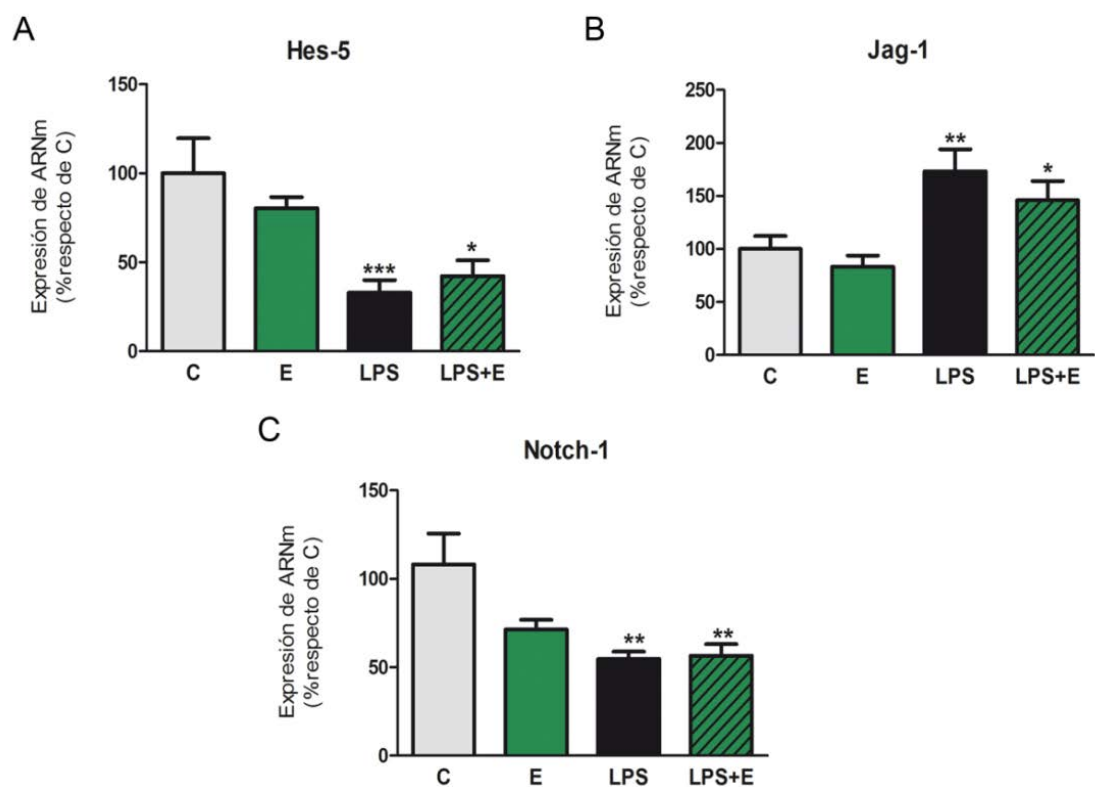 A
Hes-5
Expresión de ARNm
(%respecto de C)
150
100
50
0
***
*
C E LPS LPS+E
B
Jag-1
Expresión de ARNm
(%respecto de C)
250
200
150
100
50
0
**
*
C E LPS LPS+E
C
Notch-1
Expresión de ARNm
(%respecto de C)
150
100
50
0
**
**
C E LPS LPS+E